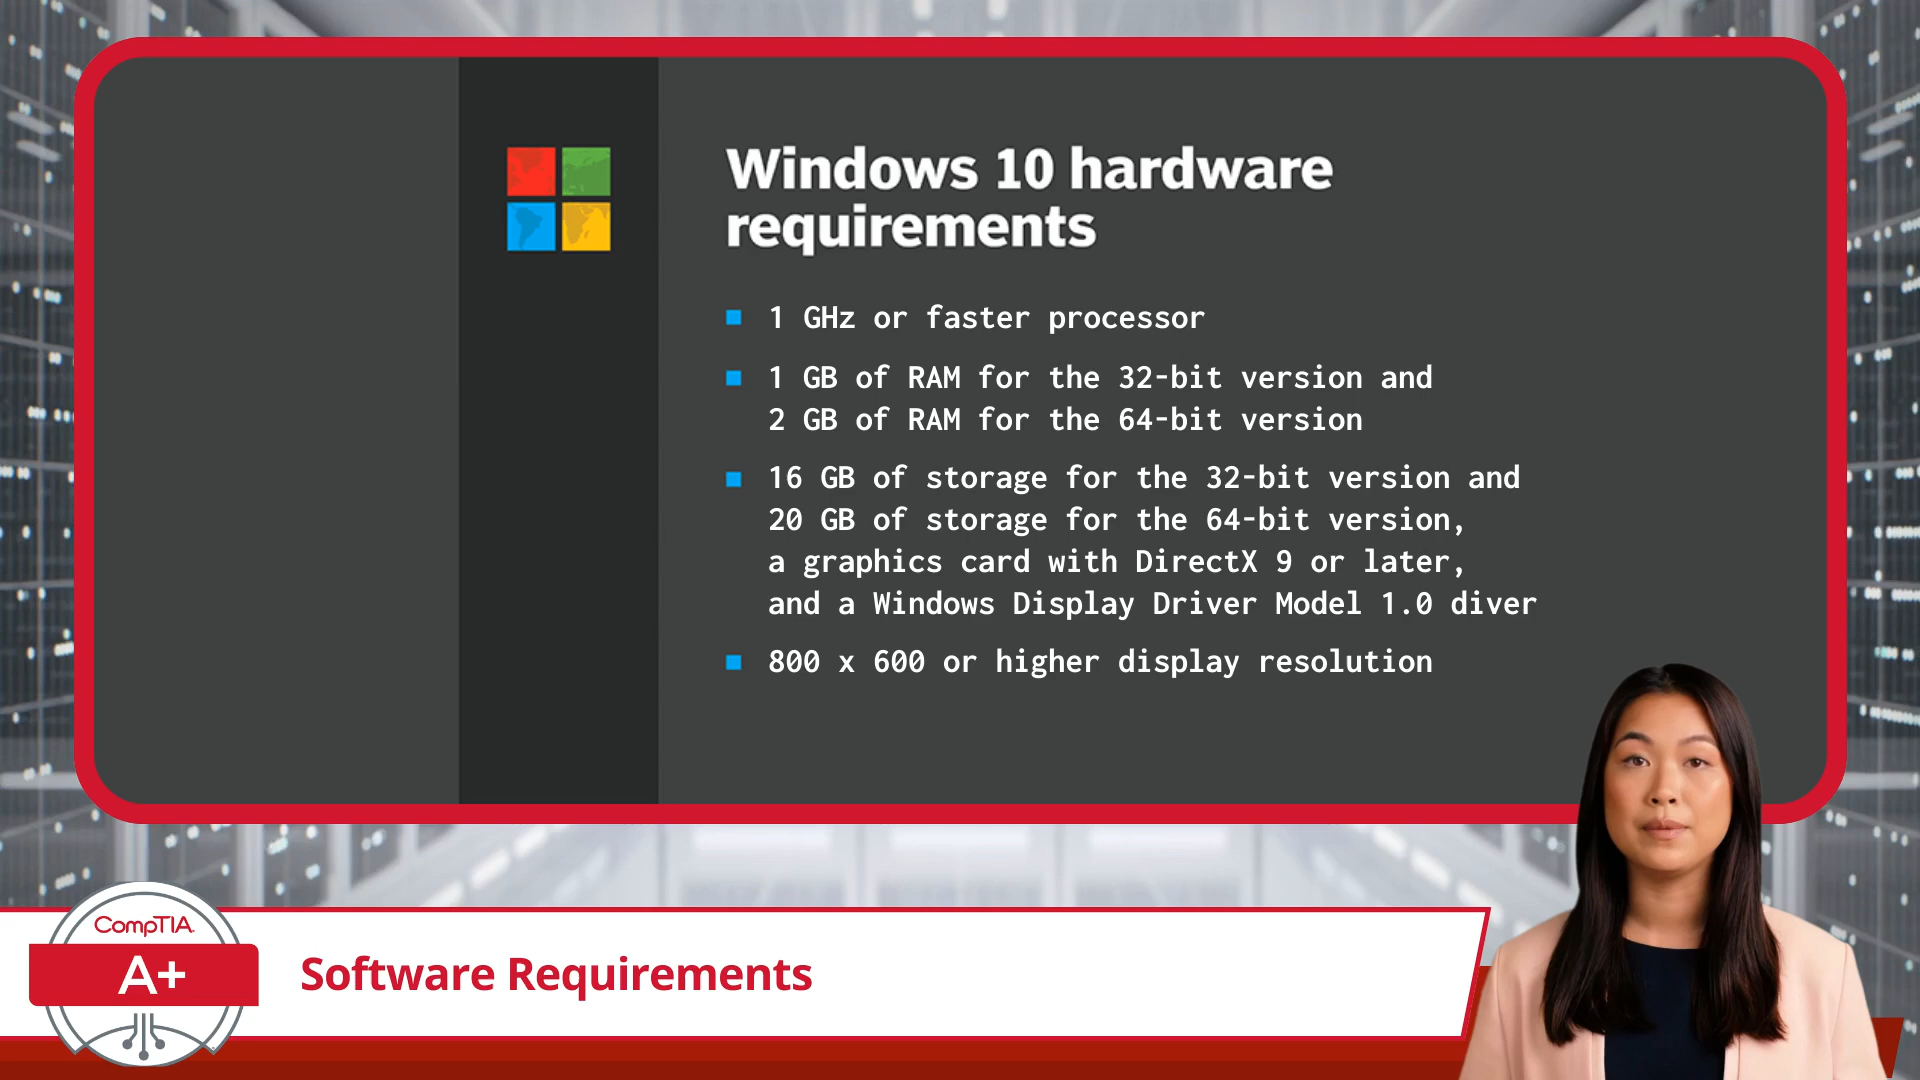 Windows 10 hardware
requirements
1 GHz or faster processor
1 GB of RAM for the 32-bit version and
2 GB of RAM for the 64-bit version
16 GB of storage for the 32-bit version and
20 GB of storage for the 64-bit version,
a graphics card with DirectX 9 or later,
and a Windows Display Driver Model 1.0 diver
800 x 600 or higher display resolution
CompTIA.
A+
Software Requirements